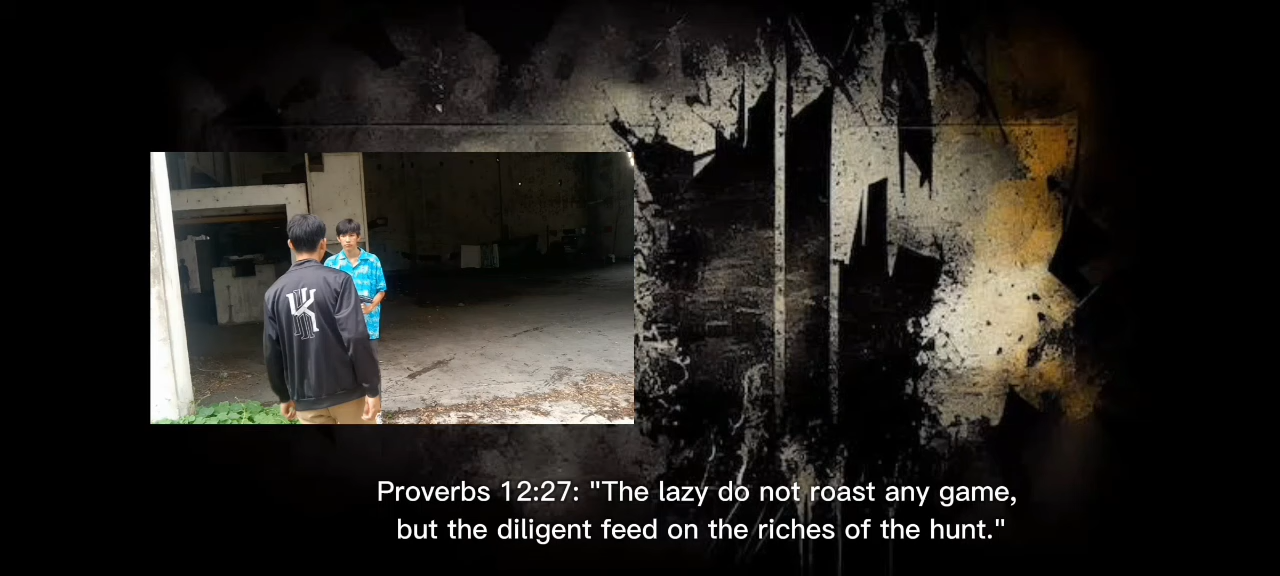 Proverbs 12:27: "The lazy do not roast any game,
but the diligent feed on the riches of the hunt."